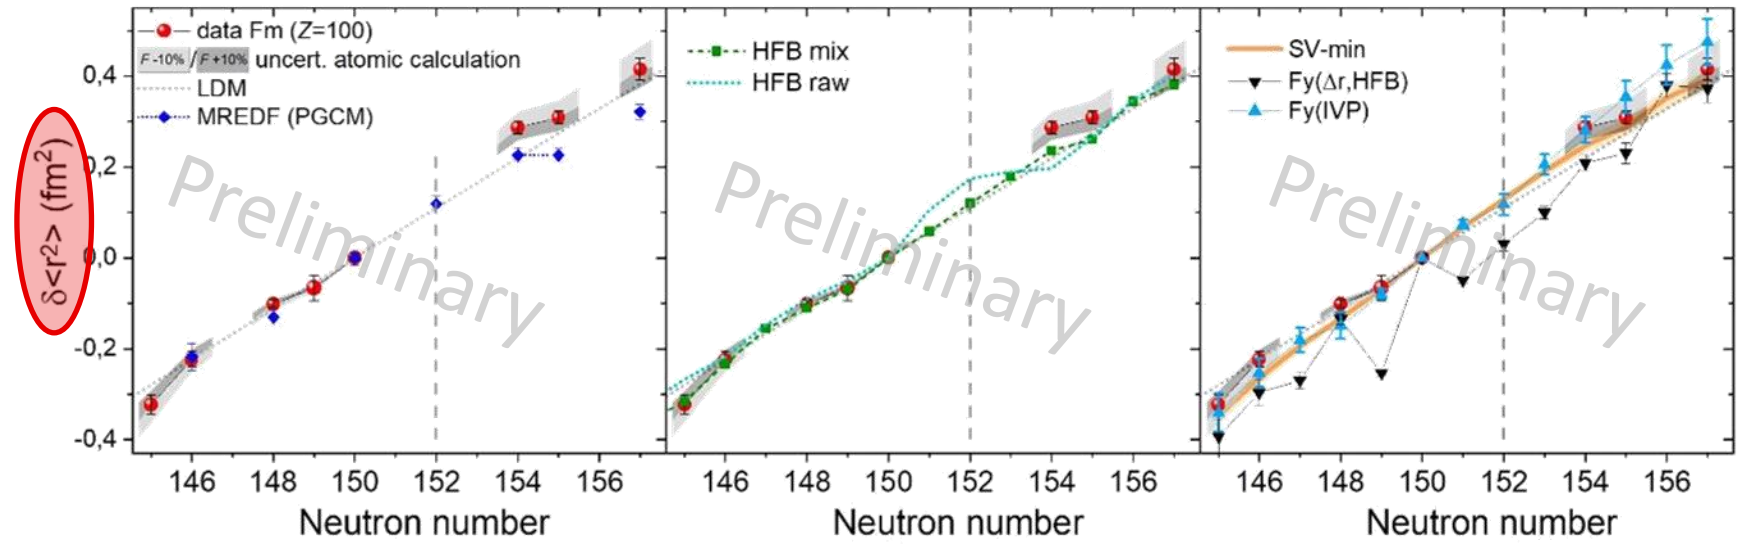 data Fm (Z=100)
F -10% / F +10% uncert. atomic calculation
LDM
MREDF (PGCM)
HFB mix
HFB raw
SV-min
Fy(Δr,HFB)
Fy(IVP)
δ<r²> (fm²)
0,4
0,2
0,0
-0,2
-0,4
Preliminary
Preliminary
Preliminary
146 148 150 152 154 156
146 148 150 152 154 156
146 148 150 152 154 156
Neutron number
Neutron number
Neutron number